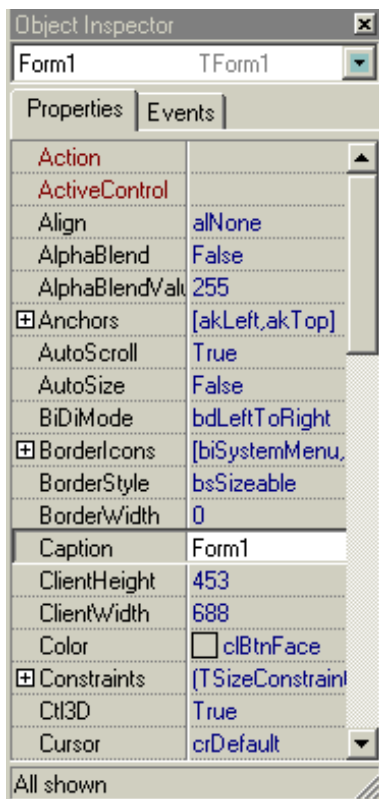 Object Inspector
Form1 TForm1
Properties Events
Action
ActiveControl
Align alNone
AlphaBlend False
AlphaBlendValu 255
Anchors [akLeft,akTop]
AutoScroll True
AutoSize False
BiDiMode bdLeftToRight
BorderIcons [biSystemMenu,
BorderStyle bsSizeable
BorderWidth 0
Caption Form1
ClientHeight 453
ClientWidth 688
Color clBtnFace
Constraints (TSizeConstraint
Ctl3D True
Cursor crDefault
All shown